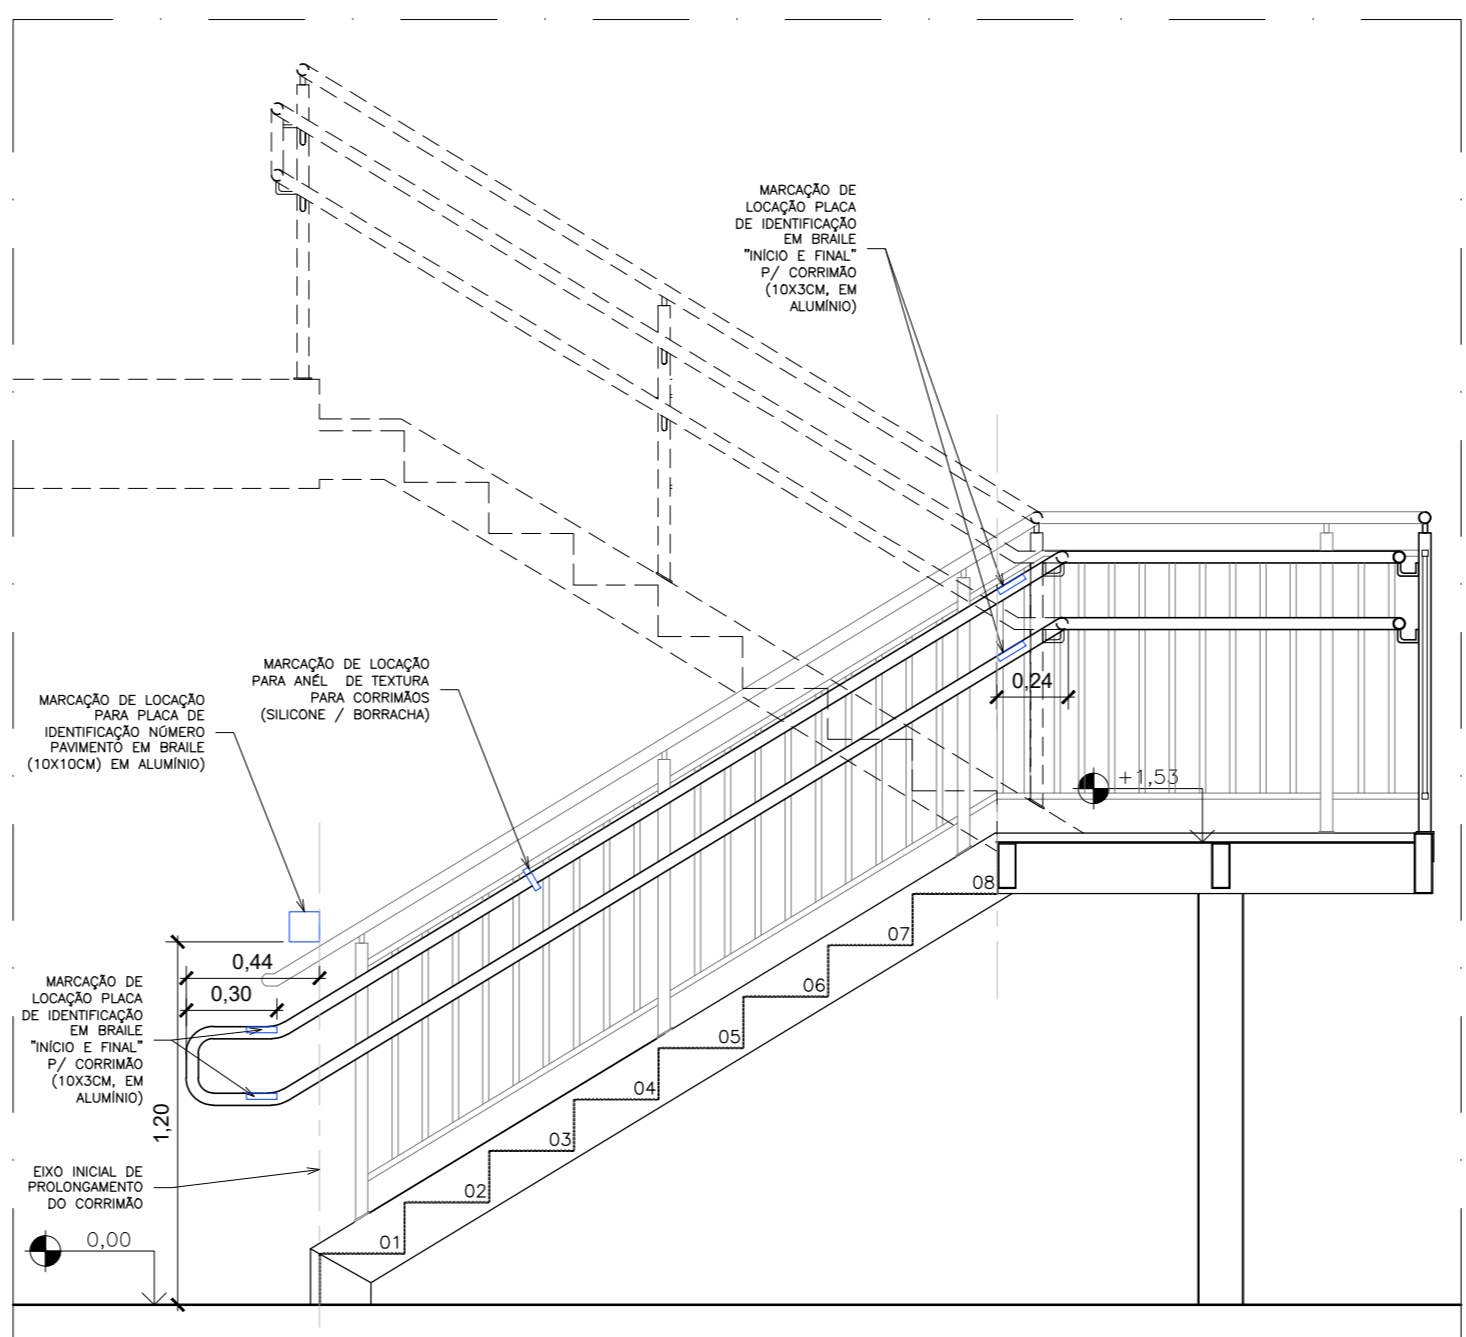 MARCAÇÃO DE
LOCAÇÃO PLACA
DE IDENTIFICAÇÃO
EM BRAILE
"INÍCIO E FINAL"
P/ CORRIMÃO
(10X3CM, EM
ALUMÍNIO)
MARCAÇÃO DE LOCAÇÃO
PARA ANÉL DE TEXTURA
PARA CORRIMÃOS
(SILICONE / BORRACHA)
MARCAÇÃO DE LOCAÇÃO
PARA PLACA DE
IDENTIFICAÇÃO NÚMERO
PAVIMENTO EM BRAILE
(10X10CM) EM ALUMÍNIO)
0,24
+1,53
08
07
06
05
04
03
02
01
0,44
0,30
MARCAÇÃO DE
LOCAÇÃO PLACA
DE IDENTIFICAÇÃO
EM BRAILE
"INÍCIO E FINAL"
P/ CORRIMÃO
(10X3CM, EM
ALUMÍNIO)
1,20
EIXO INICIAL DE
PROLONGAMENTO
DO CORRIMÃO
0,00